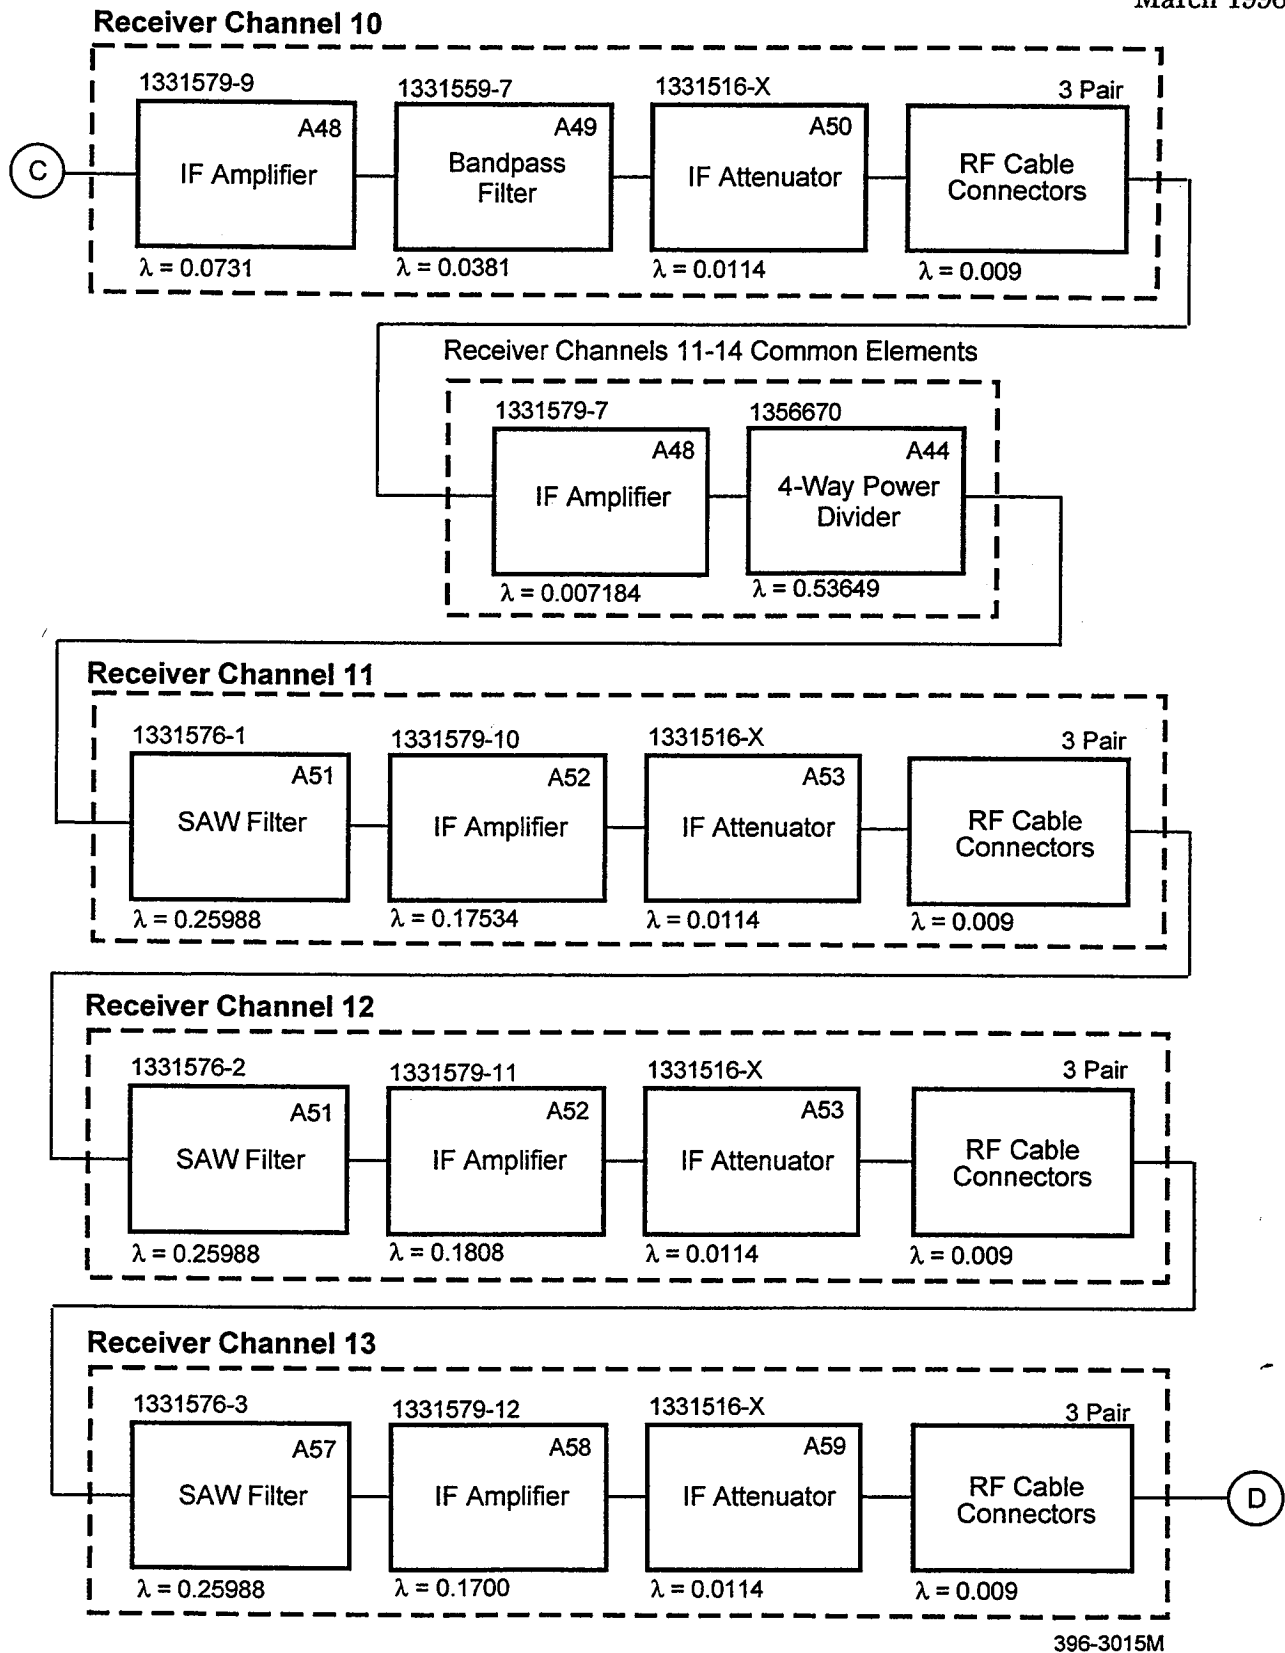 March 1996
Receiver Channel 10
1331579-9
1331559-7
1331516-X
3 Pair
A48
A49
A50
C
IF Amplifier
Bandpass
Filter
IF Attenuator
RF Cable
Connectors
λ = 0.0731
λ = 0.0381
λ = 0.0114
λ = 0.009
Receiver Channels 11-14 Common Elements
1331579-7
1356670
A48
A44
IF Amplifier
4-Way Power
Divider
λ = 0.007184
λ = 0.53649
Receiver Channel 11
1331576-1
1331579-10
1331516-X
3 Pair
A51
A52
A53
SAW Filter
IF Amplifier
IF Attenuator
RF Cable
Connectors
λ = 0.25988
λ = 0.17534
λ = 0.0114
λ = 0.009
Receiver Channel 12
1331576-2
1331579-11
1331516-X
3 Pair
A51
A52
A53
SAW Filter
IF Amplifier
IF Attenuator
RF Cable
Connectors
λ = 0.25988
λ = 0.1808
λ = 0.0114
λ = 0.009
Receiver Channel 13
1331576-3
1331579-12
1331516-X
3 Pair
A57
A58
A59
SAW Filter
IF Amplifier
IF Attenuator
RF Cable
Connectors
D
λ = 0.25988
λ = 0.1700
λ = 0.0114
λ = 0.009
396-3015M